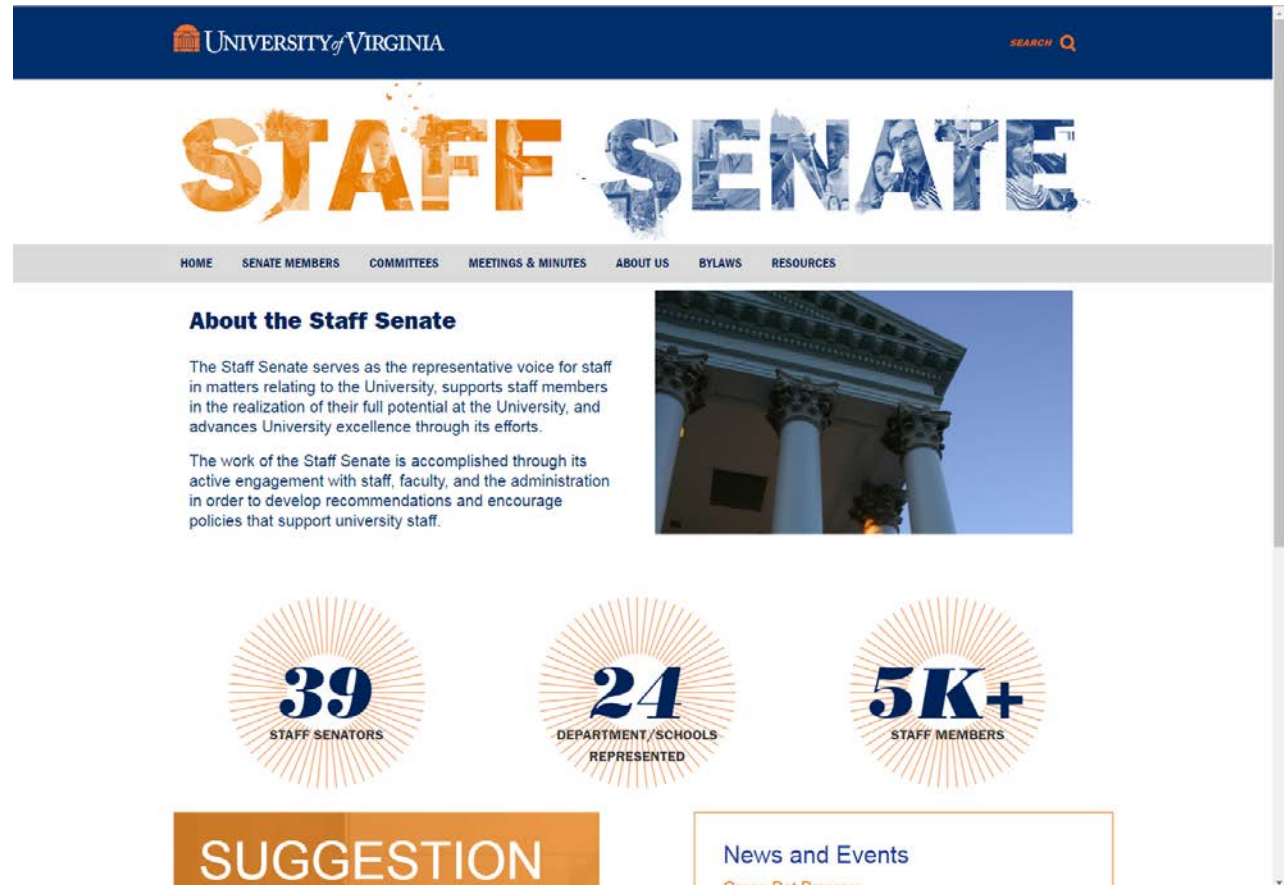 UNIVERSITY of VIRGINIA
SEARCH
STAFF SENATE
HOME SENATE MEMBERS COMMITTEES MEETINGS & MINUTES ABOUT US BYLAWS RESOURCES
About the Staff Senate
The Staff Senate serves as the representative voice for staff
in matters relating to the University, supports staff members
in the realization of their full potential at the University, and
advances University excellence through its efforts.
The work of the Staff Senate is accomplished through its
active engagement with staff, faculty, and the administration
in order to develop recommendations and encourage
policies that support university staff.
39
STAFF SENATORS
24
DEPARTMENT/SCHOOLS
REPRESENTED
5K+
STAFF MEMBERS
SUGGESTION
News and Events